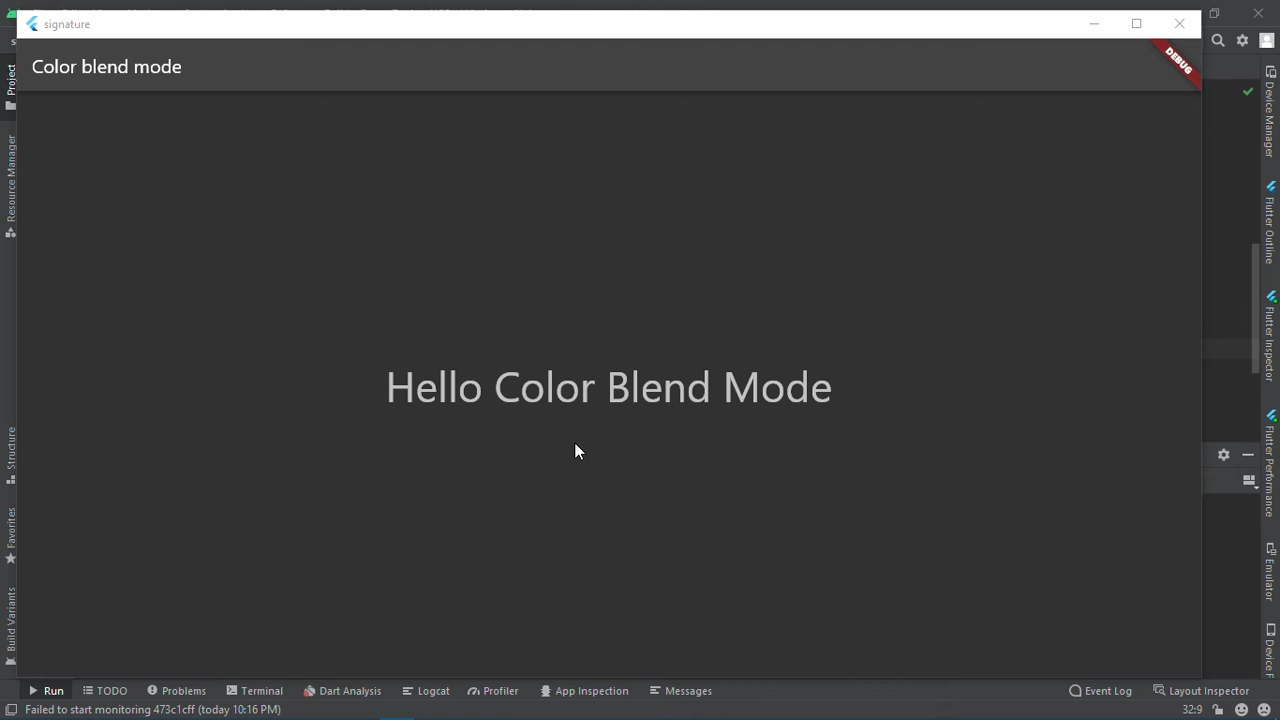 signature
Color blend mode
DEBUG
Hello Color Blend Mode
Project
Resource Manager
Structure
Favorites
Build Variants
Device Manager
Flutter Outline
Flutter Inspector
Flutter Performance
Emulator
Device F
Run
TODO
Problems
Terminal
Dart Analysis
Logcat
Profiler
App Inspection
Messages
Event Log
Layout Inspector
Failed to start monitoring 473c1cff (today 10:16 PM)
32:9